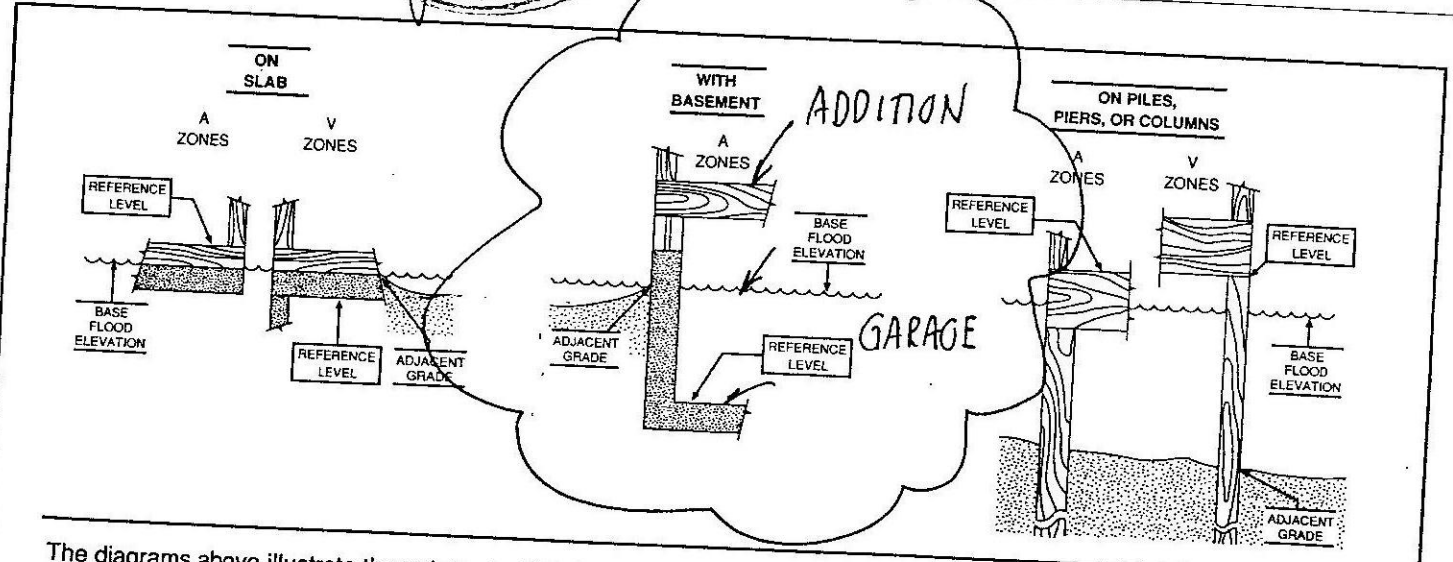 ON
SLAB
A
ZONES
V
ZONES
REFERENCE
LEVEL
BASE
FLOOD
ELEVATION
REFERENCE
LEVEL
ADJACENT
GRADE
WITH
BASEMENT
ADDITION
A
ZONES
BASE
FLOOD
ELEVATION
ADJACENT
GRADE
REFERENCE
LEVEL
GARAGE
ON PILES,
PIERS, OR COLUMNS
A
ZONES
V
ZONES
REFERENCE
LEVEL
REFERENCE
LEVEL
BASE
FLOOD
ELEVATION
ADJACENT
GRADE
The diagrams above illustrate